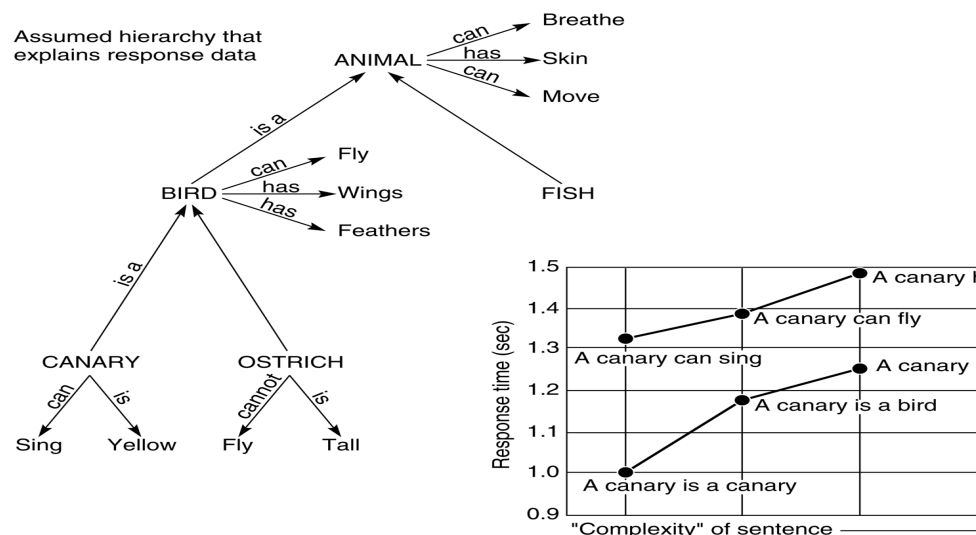 Assumed hierarchy that
explains response data
ANIMAL
can
Breathe
has
Skin
can
Move
is a
BIRD
can
Fly
has
Wings
has
Feathers
FISH
is a
CANARY
OSTRICH
can
is
cannot
is
Sing
Yellow
Fly
Tall
Response time (sec)
1.5
1.4
1.3
1.2
1.1
1.0
0.9
A canary h
A canary can fly
A canary can sing
A canary
A canary is a bird
A canary is a canary
"Complexity" of sentence